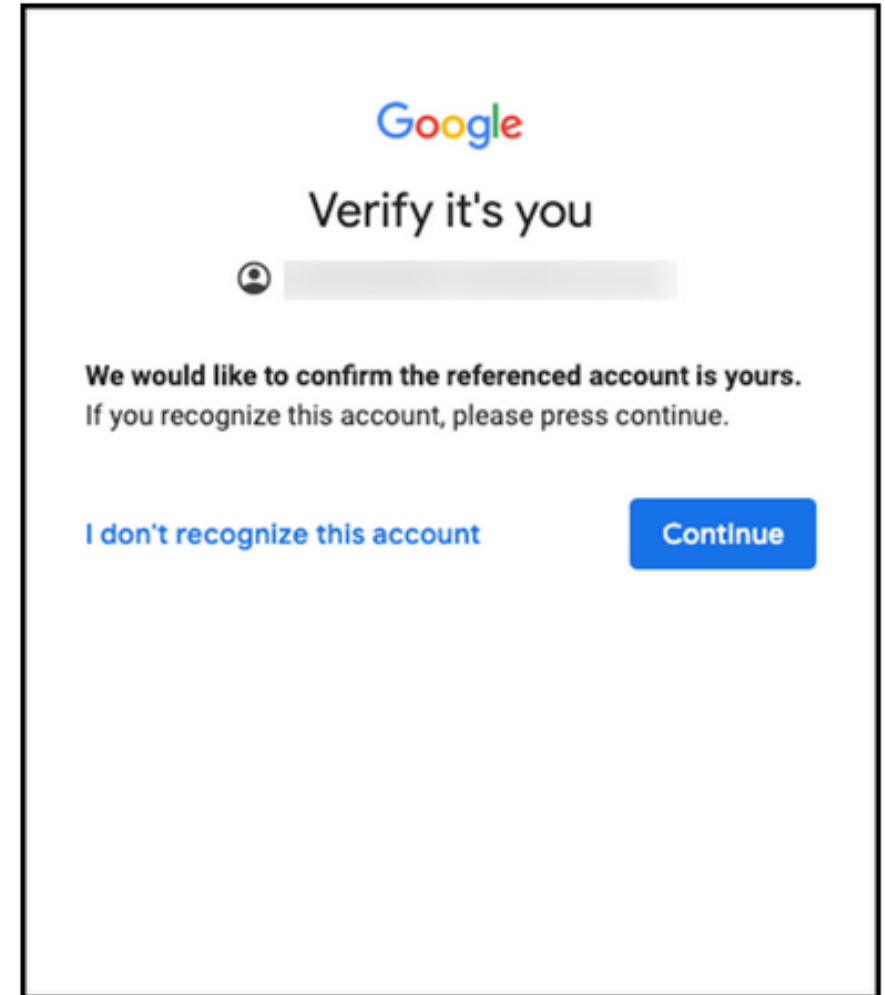 Google
Verify it's you
We would like to confirm the referenced account is yours.
If you recognize this account, please press continue.
I don't recognize this account
Continue